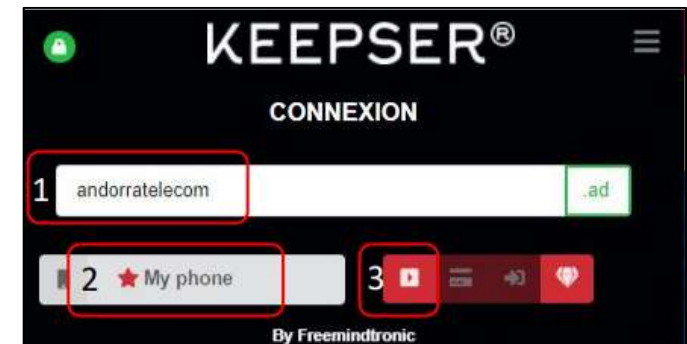 KEEPSER®
CONNEXION
1 andorratelecom .ad
2 My phone 3
By Freemindtronic